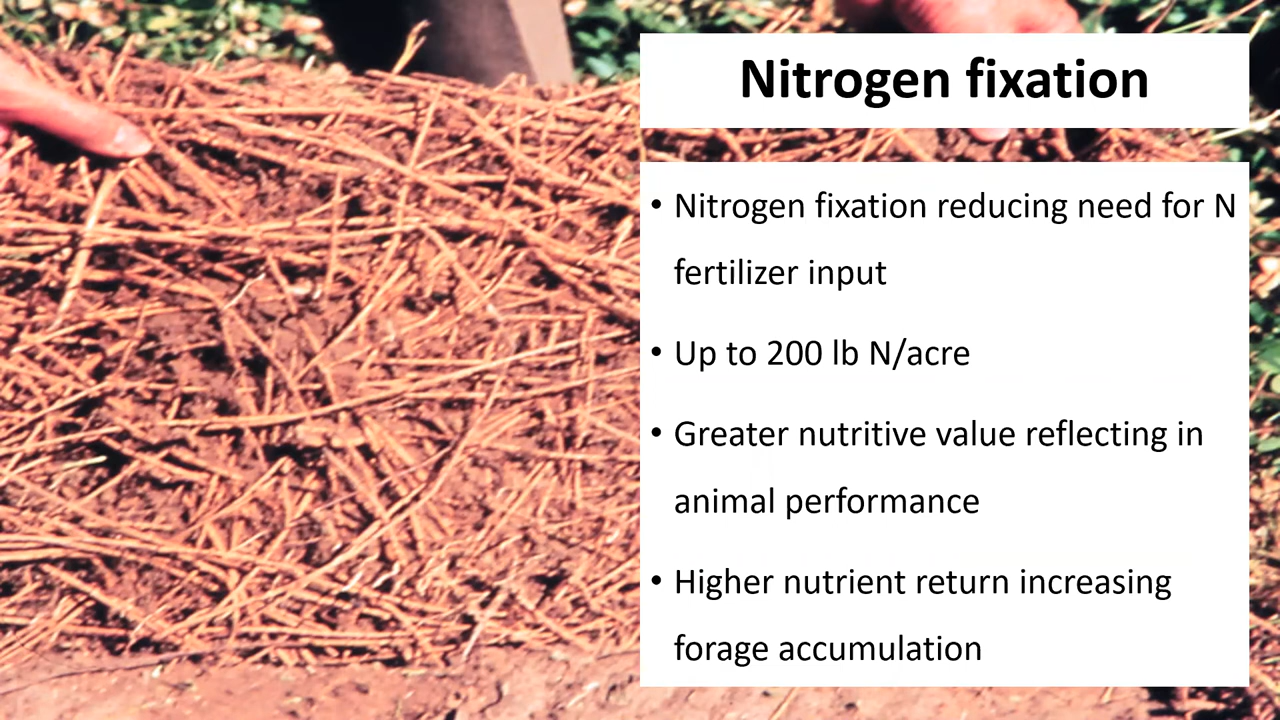 Nitrogen fixation
• Nitrogen fixation reducing need for N
fertilizer input
• Up to 200 lb N/acre
• Greater nutritive value reflecting in
animal performance
• Higher nutrient return increasing
forage accumulation